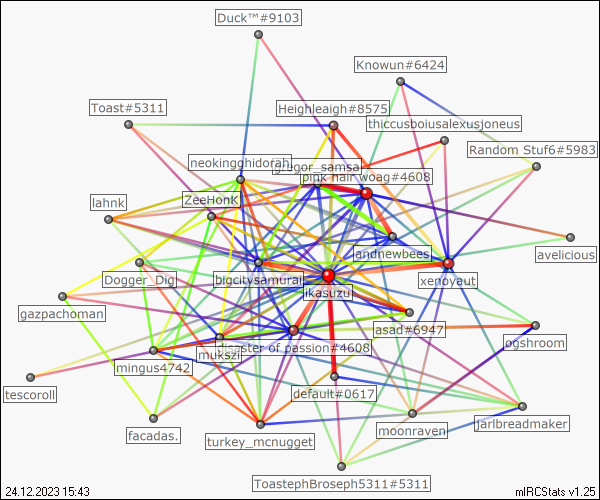 Duck™#9103
Knowun#6424
Toast#5311
Heighleaigh#8575
thiccusboiusalexusjoneus
Random Stuf6#5983
neokingghidorah
gregor_samsa
pink hair woag#4608
ZeeHonK
lahnk
andnewbees
avelicious
Dogger_Dig
bigcitysamurai
xenoyaut
ikasuzu
gazpachoman
asad#6947
ogshroom
mukszi
disaster of passion#4608
mingus4742
tescoroll
default#0617
facadas.
moonraven
jarlbreadmaker
turkey_mcnugget
ToastephBroseph5311#5311
24.12.2023 15:43
mIRCStats v1.25